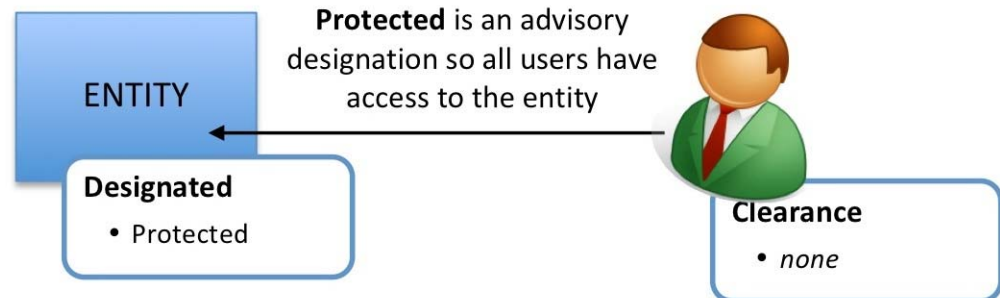 ENTITY
Protected is an advisory
designation so all users have
access to the entity
Designated
• Protected
Clearance
• none